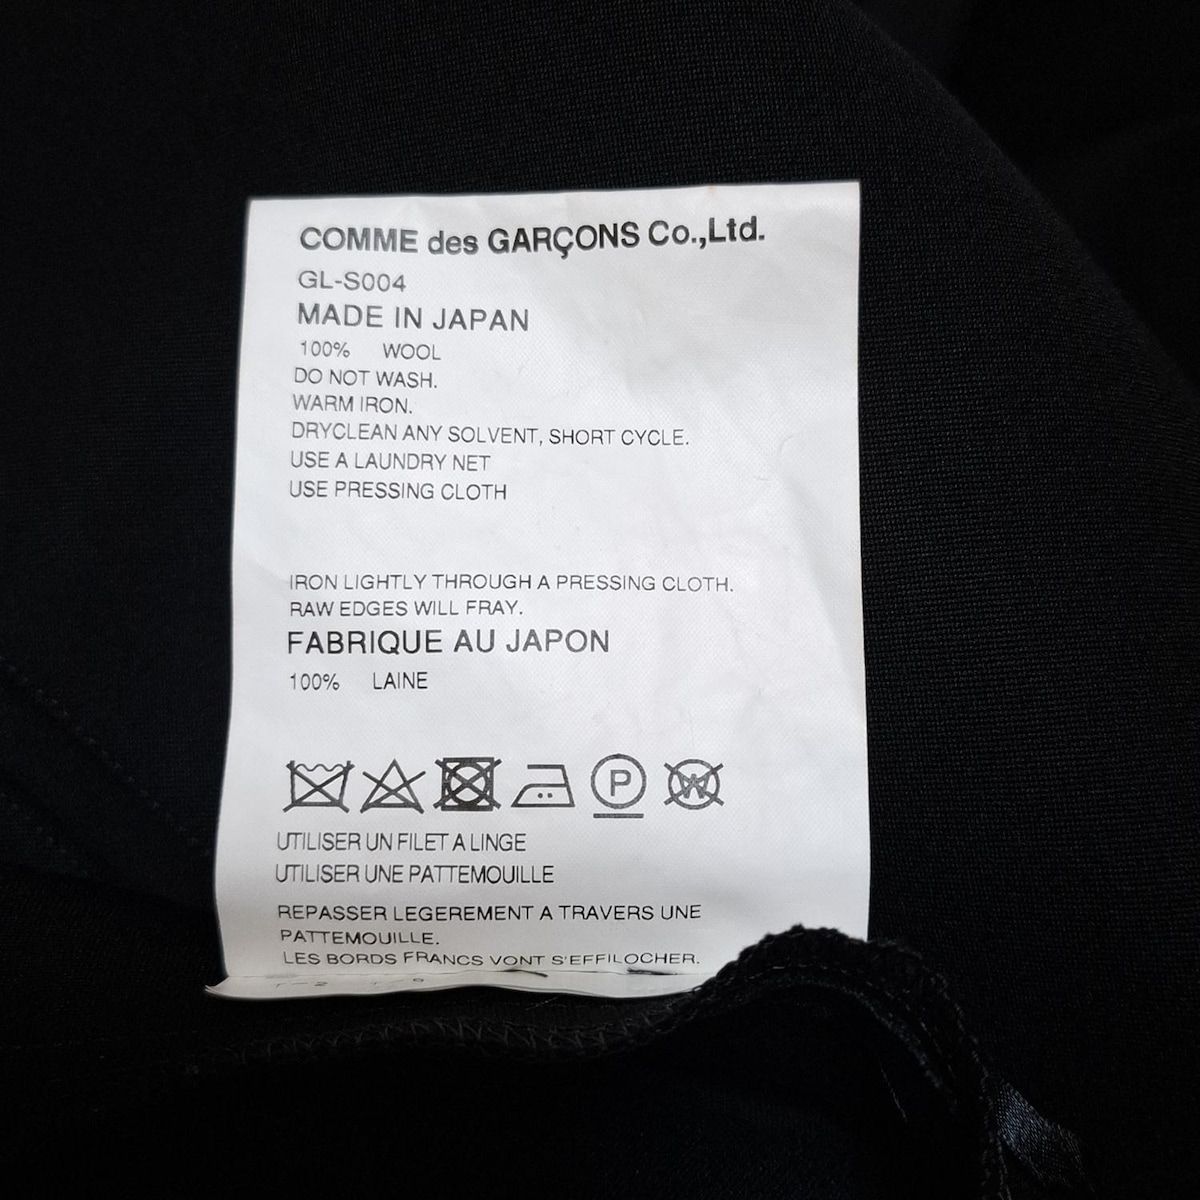 COMME des GARÇONS Co.,Ltd.
GL-S004
MADE IN JAPAN
100% WOOL
DO NOT WASH.
WARM IRON.
DRYCLEAN ANY SOLVENT, SHORT CYCLE.
USE A LAUNDRY NET
USE PRESSING CLOTH
IRON LIGHTLY THROUGH A PRESSING CLOTH.
RAW EDGES WILL FRAY.
FABRIQUE AU JAPON
100% LAINE
P W
UTILISER UN FILET A LINGE
UTILISER UNE PATTEMOUILLE
REPASSER LEGEREMENT A TRAVERS UNE
PATTEMOUILLE.
LES BORDS FRANCS VONT S'EFFILOCHER.